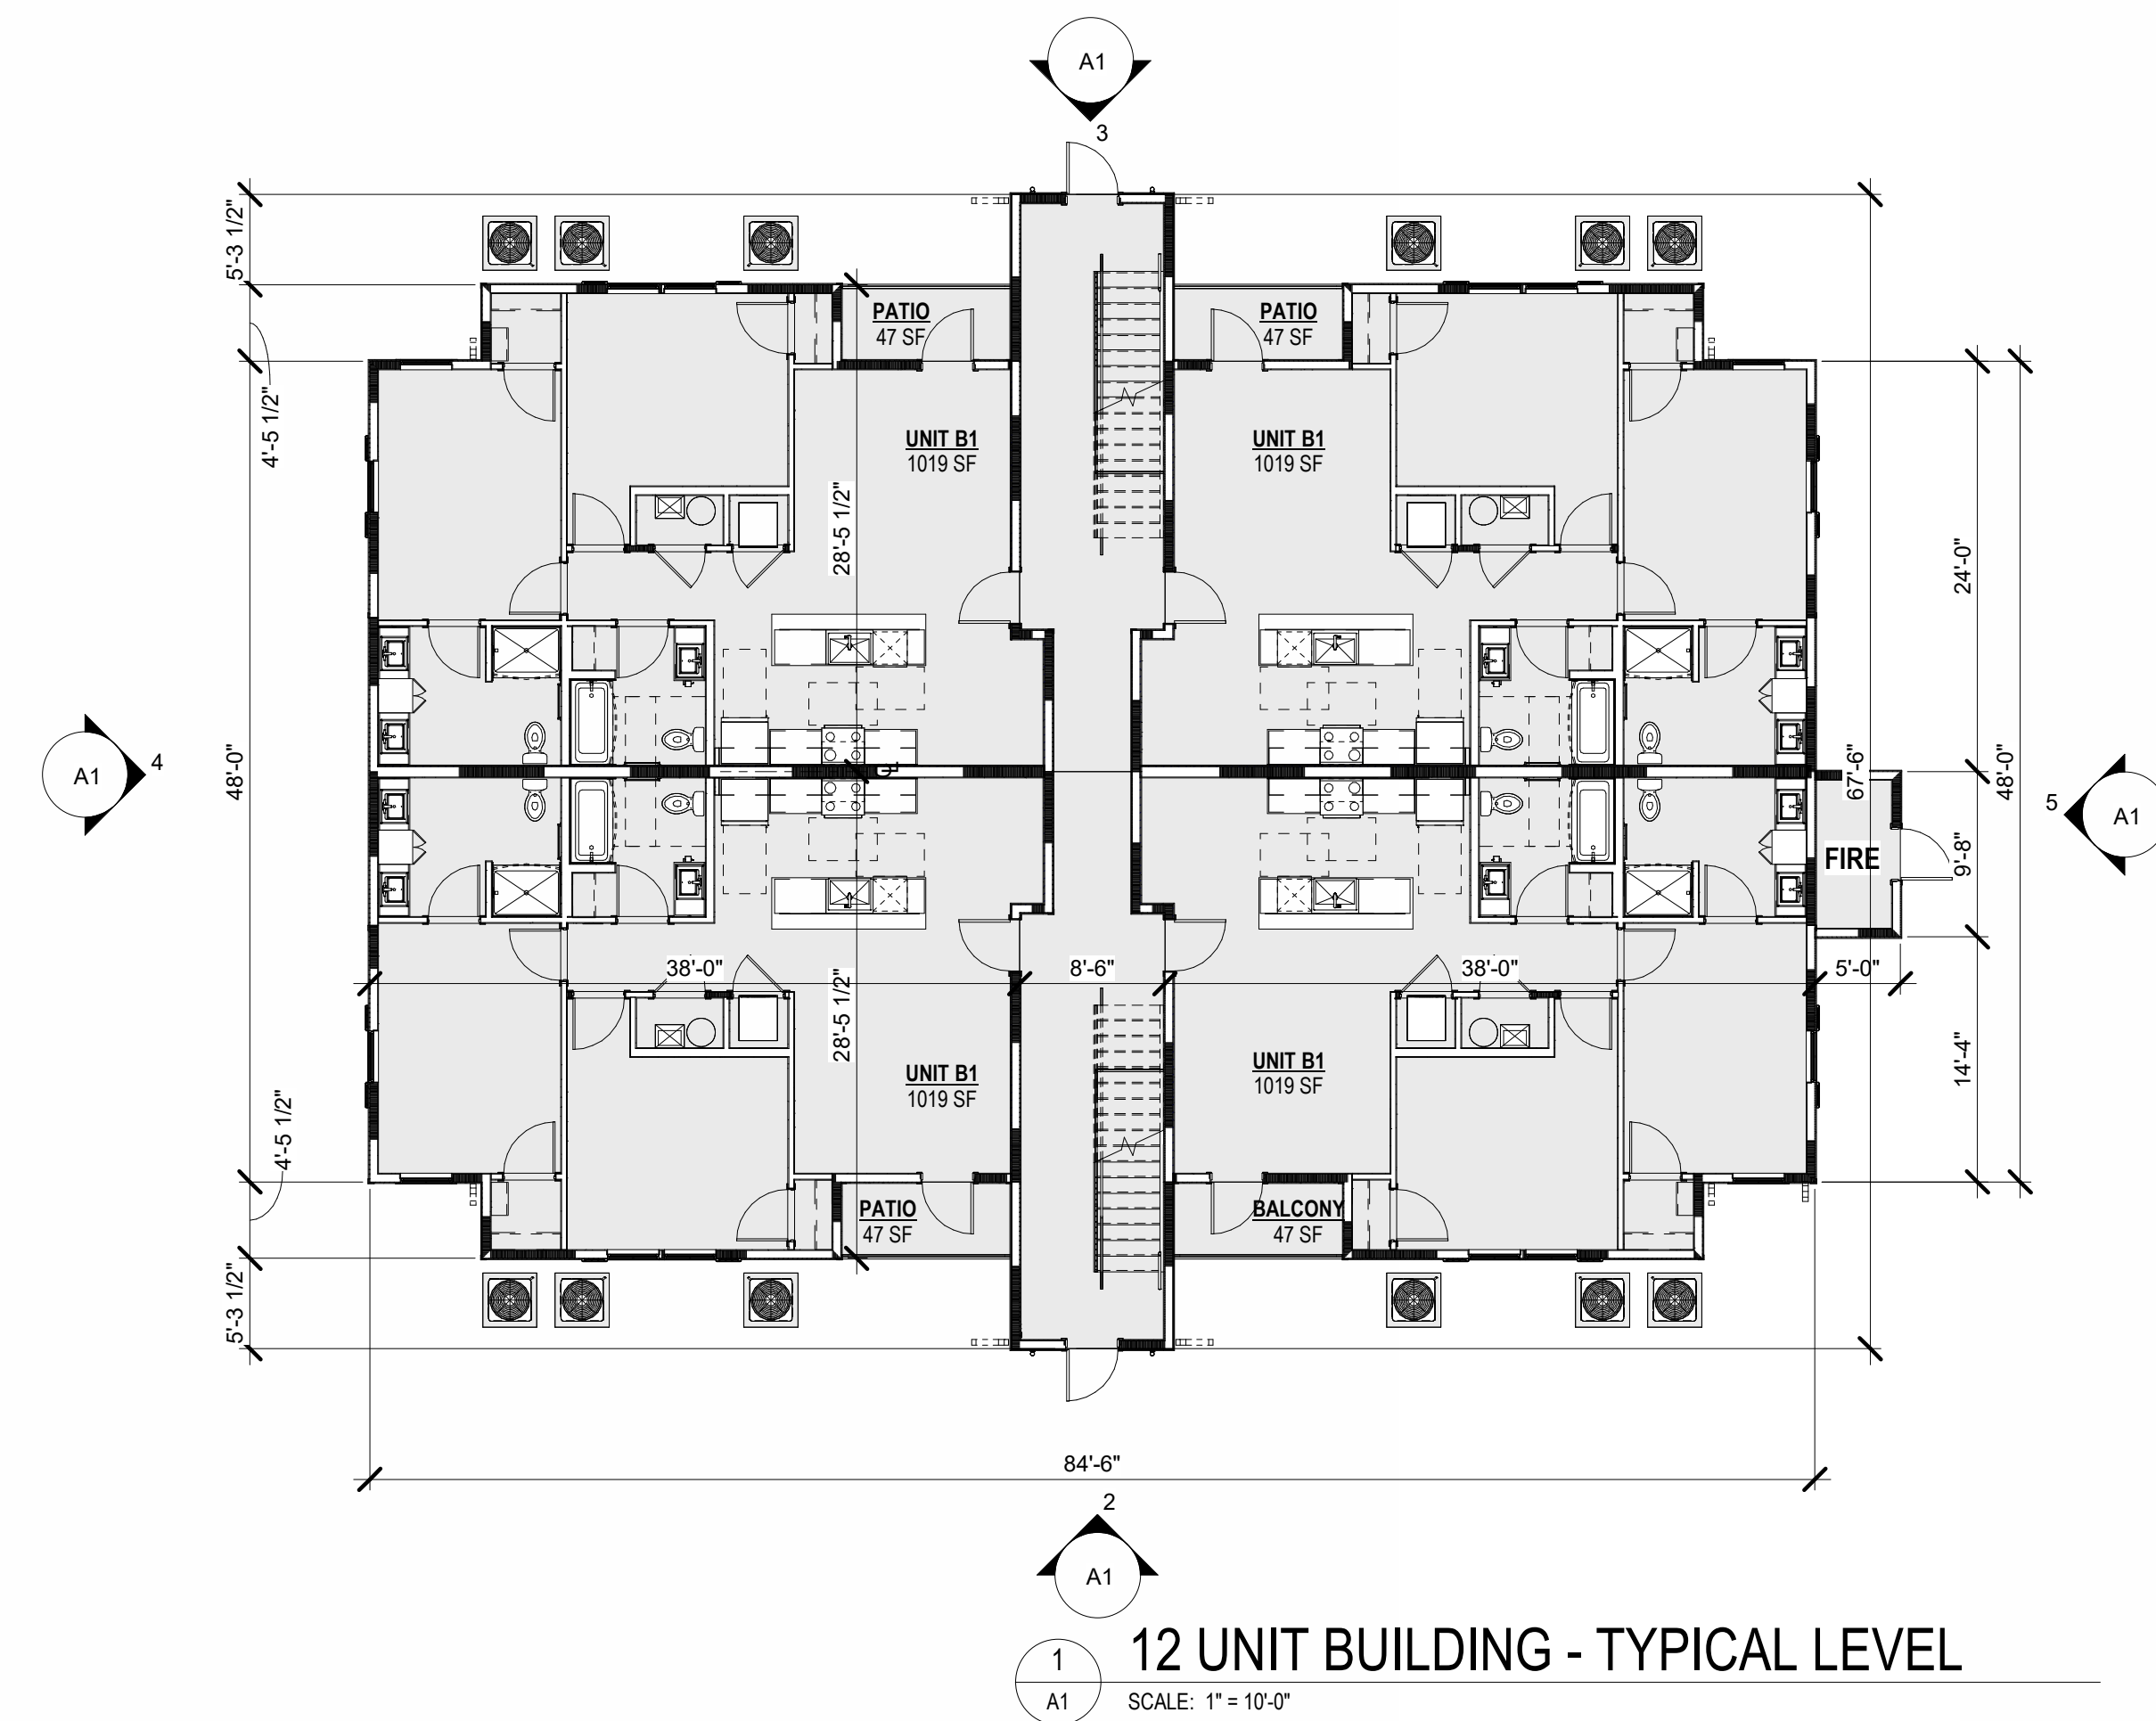 A1
3
5'-3 1/2"
PATIO
47 SF
PATIO
47 SF
4'-5 1/2"
UNIT B1
1019 SF
UNIT B1
1019 SF
28'-5 1/2"
24'-0"
A1
4
48'-0"
67'-6"
48'-0"
5
A1
FIRE
9'-8"
38'-0"
8'-6"
38'-0"
5'-0"
28'-5 1/2"
14'-4"
UNIT B1
1019 SF
UNIT B1
1019 SF
4'-5 1/2"
PATIO
47 SF
BALCONY
47 SF
5'-3 1/2"
84'-6"
2
A1
1
A1
12 UNIT BUILDING - TYPICAL LEVEL
SCALE: 1" = 10'-0"